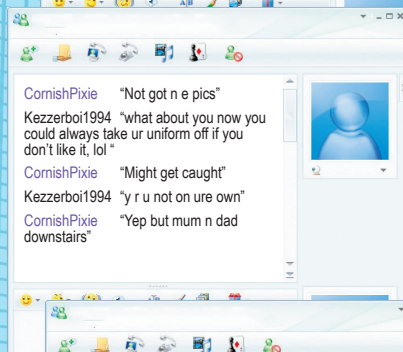 CornishPixie “Not got n e pics”
Kezzerboi1994 “what about you now you
could always take ur uniform off if you
don't like it, lol “
CornishPixie “Might get caught”
Kezzerboi1994 “y r u not on ure own”
CornishPixie “Yep but mum n dad
downstairs”